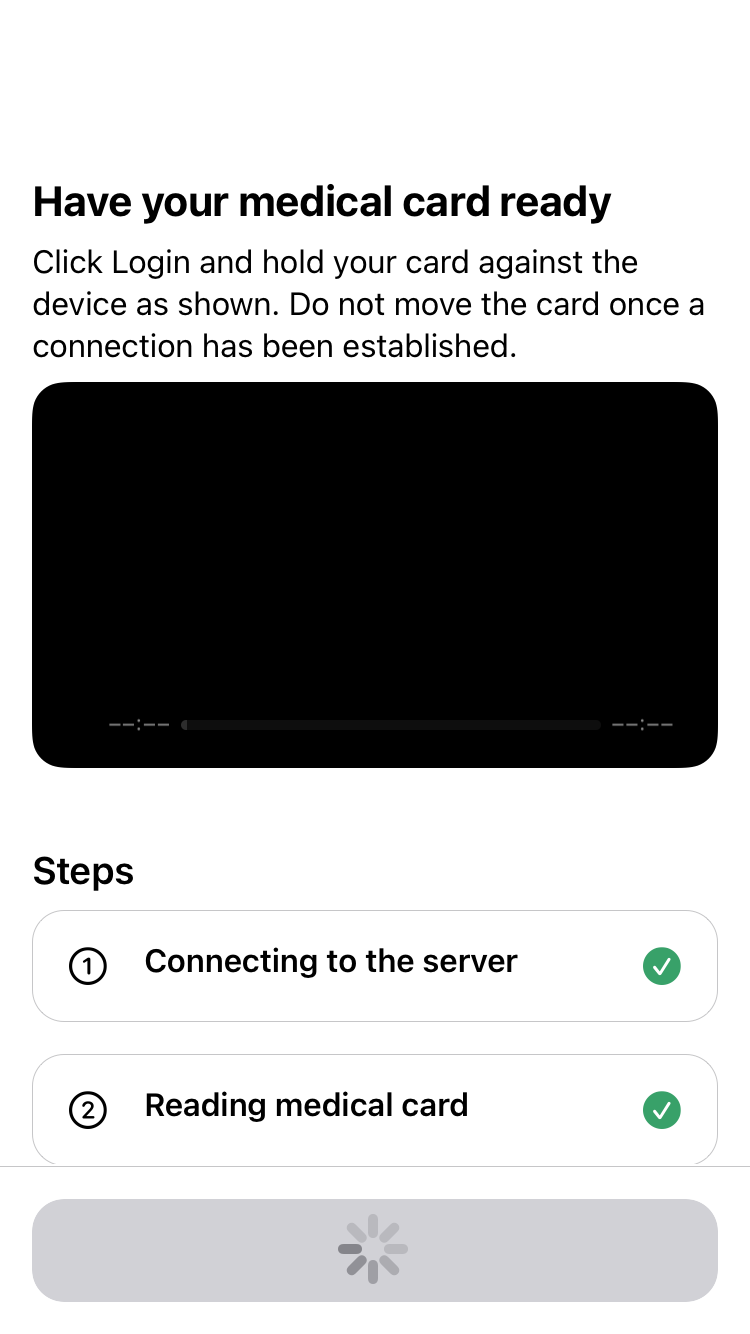 Have your medical card ready
Click Login and hold your card against the
device as shown. Do not move the card once a
connection has been established.
--:-- --:--
Steps
1 Connecting to the server
2 Reading medical card